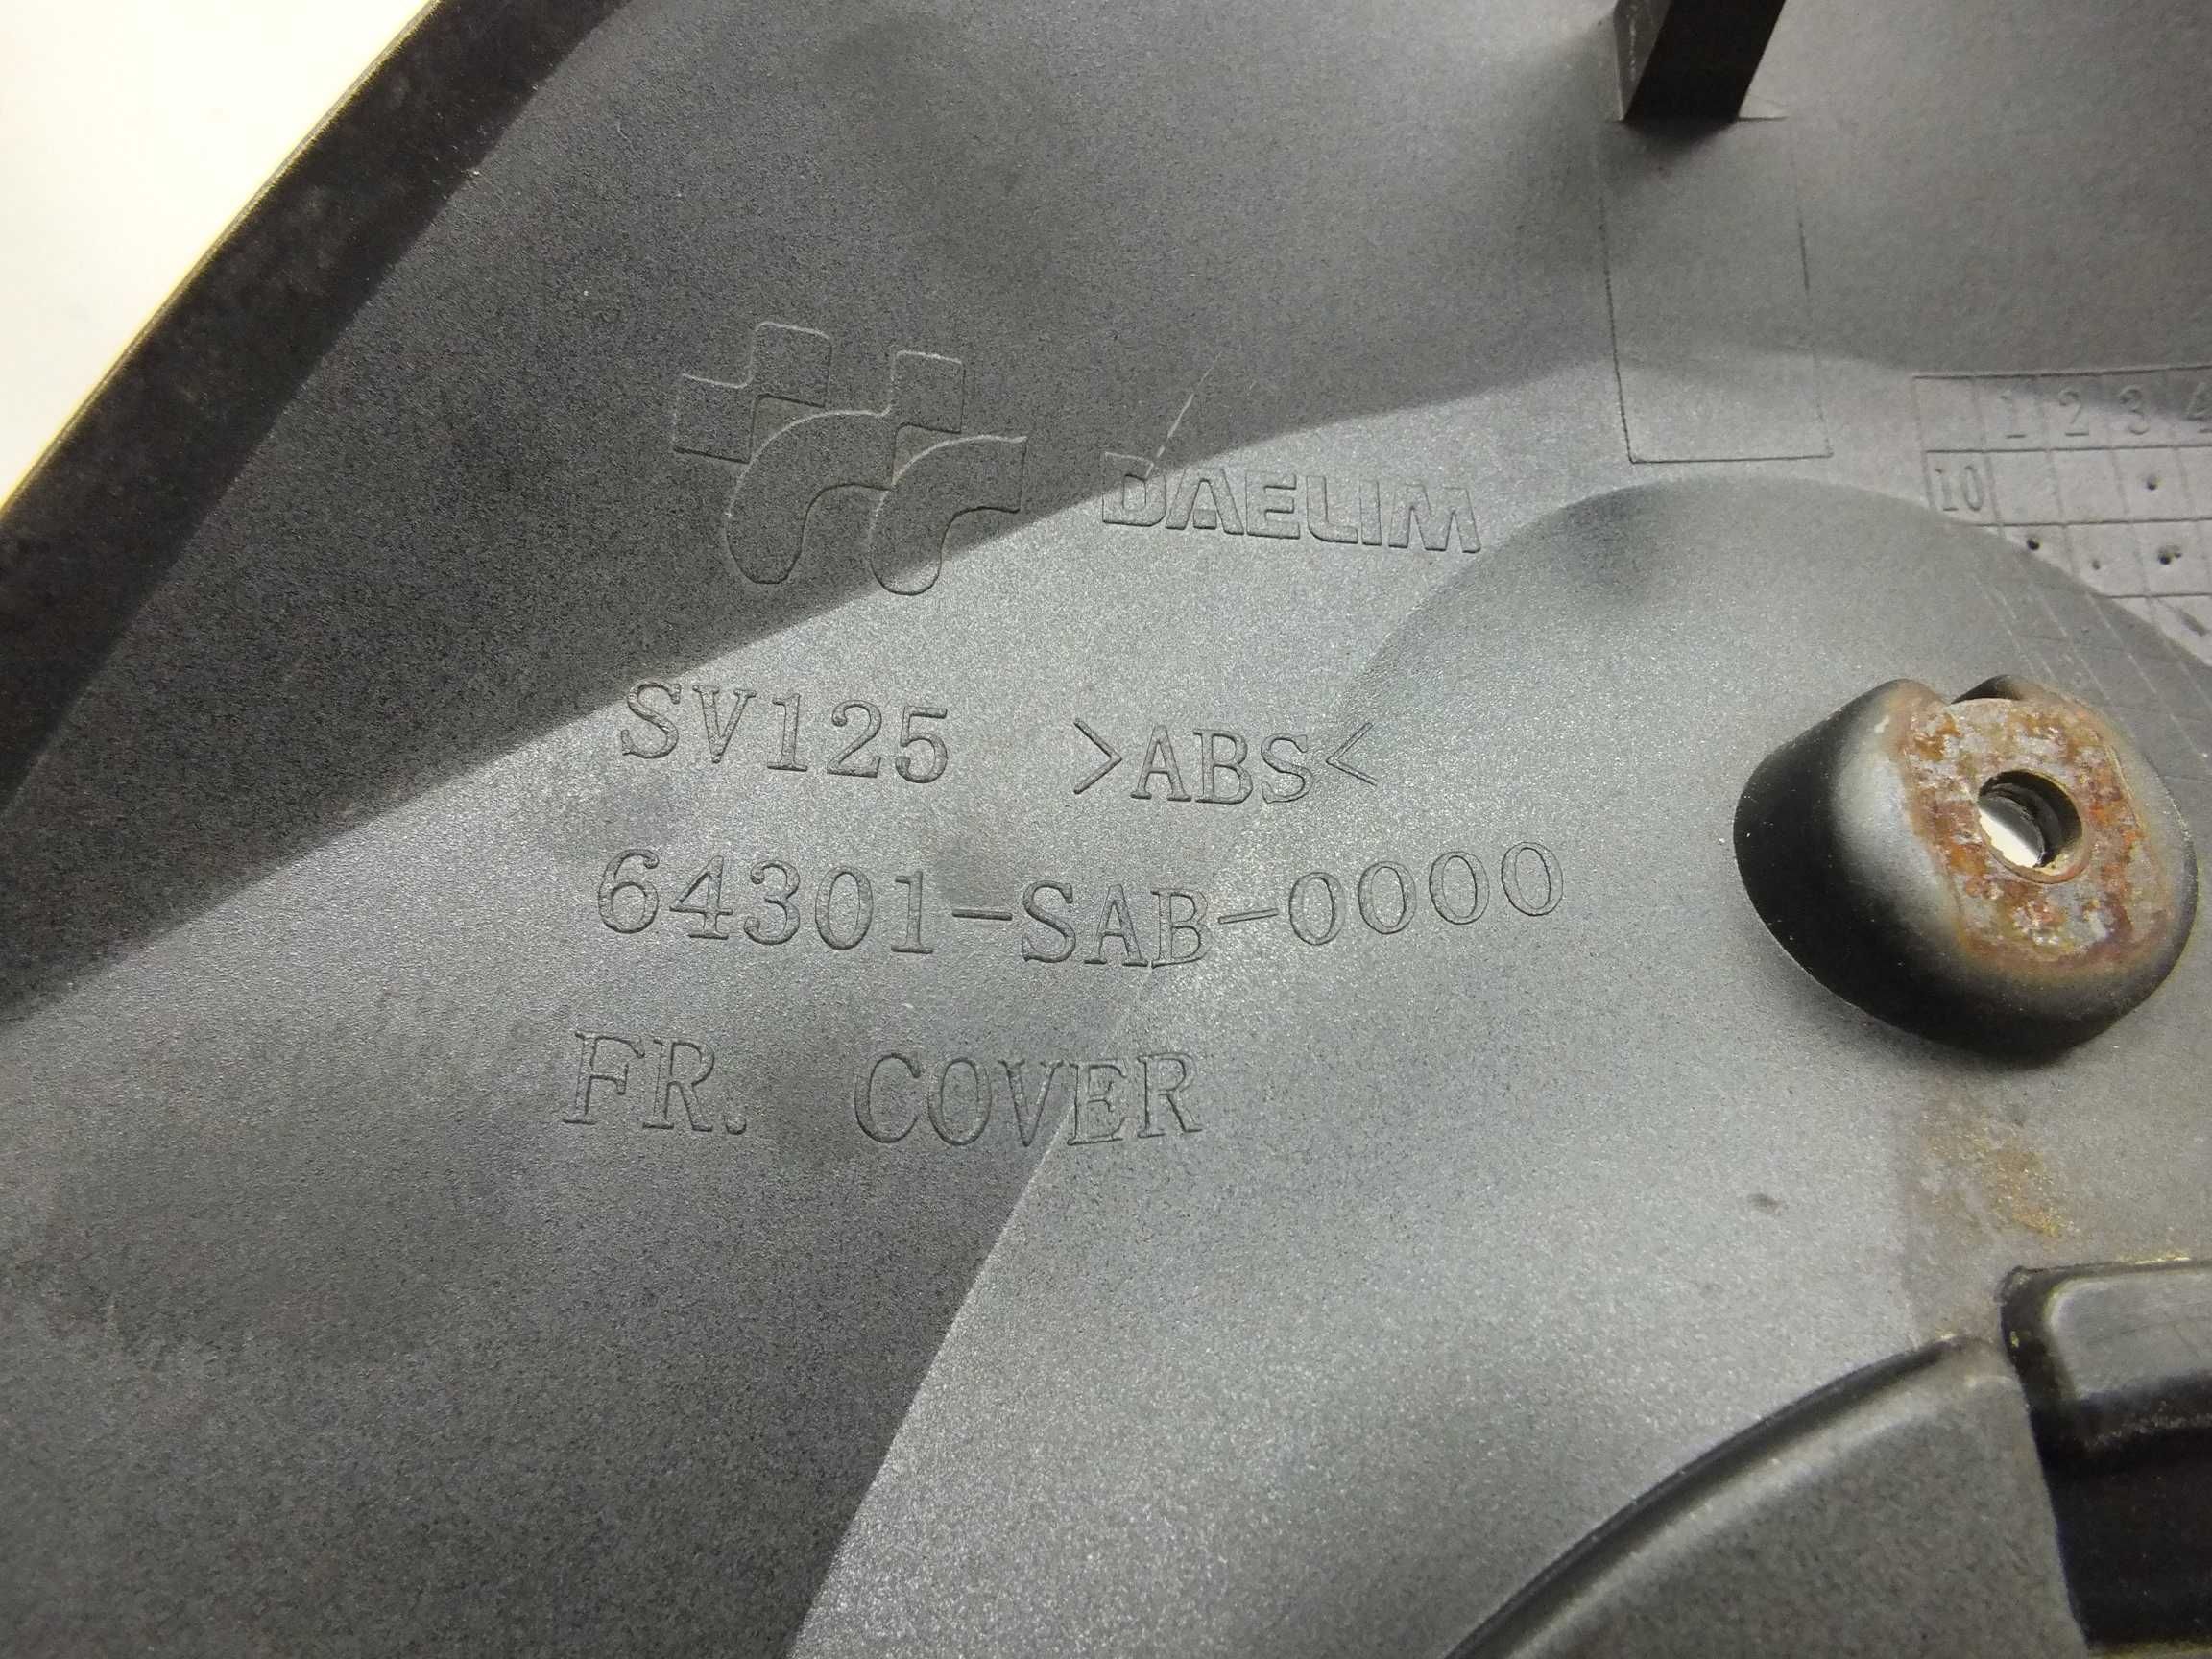 DAELIM
1 2 3 4
10
SV125 >ABS<
64301-SAB-0000
FR. COVER